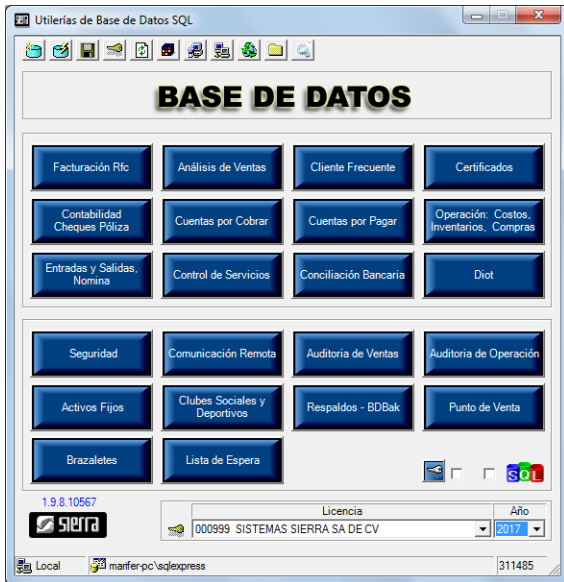 Utilerías de Base de Datos SQL
BASE DE DATOS
Facturación Rfc
Análisis de Ventas
Cliente Frecuente
Certificados
Contabilidad
Cheques Póliza
Cuentas por Cobrar
Cuentas por Pagar
Operación: Costos,
Inventarios, Compras
Entradas y Salidas,
Nomina
Control de Servicios
Conciliación Bancaria
Diot
Seguridad
Comunicación Remota
Auditoria de Ventas
Auditoria de Operación
Activos Fijos
Clubes Sociales y
Deportivos
Respaldos - BDBak
Punto de Venta
Brazaletes
Lista de Espera
SQL
1.9.8.10567
sierra
Licencia
Año
000999 SISTEMAS SIERRA SA DE CV
2017
Local
marifer-pc\sqlexpress
311485